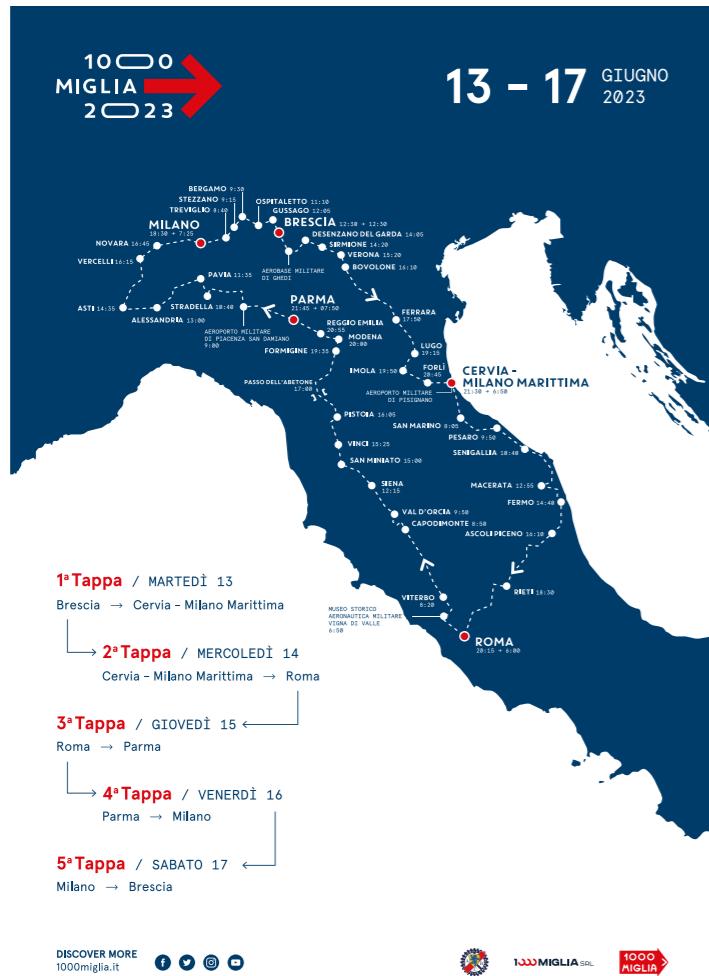 1000
MIGLIA
2023
13 – 17 GIUGNO
2023
BERGAMO 9:30
STEZZANO 9:15
TREVIGLIO 8:40
OSPITALETTO 11:10
GUSSAGO 12:05
MILANO
18:30 → 7:25
BRESCIA 12:30 → 12:30
NOVARA 16:45
VERCELLI 16:15
DESENZANO DEL GARDA 14:05
SIRMIONE 14:20
VERONA 15:20
BOVOLONE 16:10
AEROBASE MILITARE
DI GHEDI
PAVIA 11:35
ASTI 14:35
ALESSANDRIA 13:00
STRADELLA 10:40
AEROPORTO MILITARE
DI PIACENZA SAN DAMIANO
9:00
PARMA
21:45 → 07:50
REGGIO EMILIA
20:55
MODENA
20:00
FORMIGINE 19:35
FERRARA
17:50
LUGO
19:15
IMOLA 19:50
FORLÌ
20:45
CERVIA -
MILANO MARITTIMA
21:30 → 6:50
AEROPORTO MILITARE
DI PISIGNANO
PASSO DELL'ABETONE
17:00
PISTOIA 16:05
SAN MARINO 8:05
PESARO 9:50
SENIGALLIA 10:40
VINCI 15:25
SAN MINIATO 15:00
SIENA
12:15
MACERATA 12:55
FERMO 14:40
VAL D'ORCIA 9:50
CAPODIMONTE 8:50
ASCOLI PICENO 16:10
RIETI 18:30
VITERBO
8:20
MUSEO STORICO
AERONAUTICA MILITARE
VIGNA DI VALLE
6:50
ROMA
20:15 → 6:00
1ª Tappa / MARTEDÌ 13
Brescia → Cervia – Milano Marittima
2ª Tappa / MERCOLEDÌ 14
Cervia – Milano Marittima → Roma
3ª Tappa / GIOVEDÌ 15
Roma → Parma
4ª Tappa / VENERDÌ 16
Parma → Milano
5ª Tappa / SABATO 17
Milano → Brescia
DISCOVER MORE
1000miglia.it
1000MIGLIA SRL
1000
MIGLIA